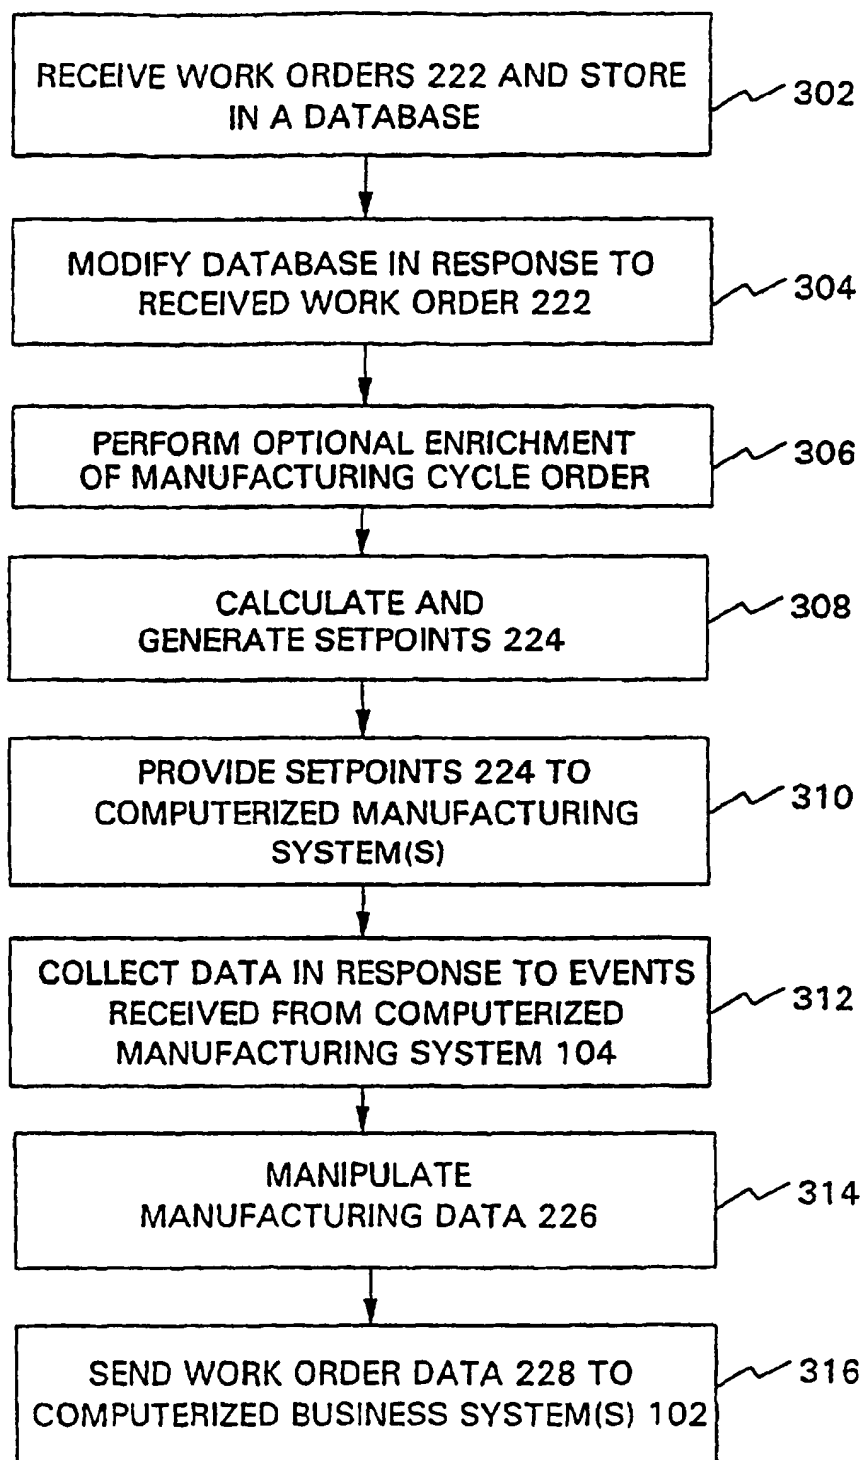 RECEIVE WORK ORDERS 222 AND STORE
IN A DATABASE
302
MODIFY DATABASE IN RESPONSE TO
RECEIVED WORK ORDER 222
304
PERFORM OPTIONAL ENRICHMENT
OF MANUFACTURING CYCLE ORDER
306
CALCULATE AND
GENERATE SETPOINTS 224
308
PROVIDE SETPOINTS 224 TO
COMPUTERIZED MANUFACTURING
SYSTEM(S)
310
COLLECT DATA IN RESPONSE TO EVENTS
RECEIVED FROM COMPUTERIZED
MANUFACTURING SYSTEM 104
312
MANIPULATE
MANUFACTURING DATA 226
314
SEND WORK ORDER DATA 228 TO
COMPUTERIZED BUSINESS SYSTEM(S) 102
316